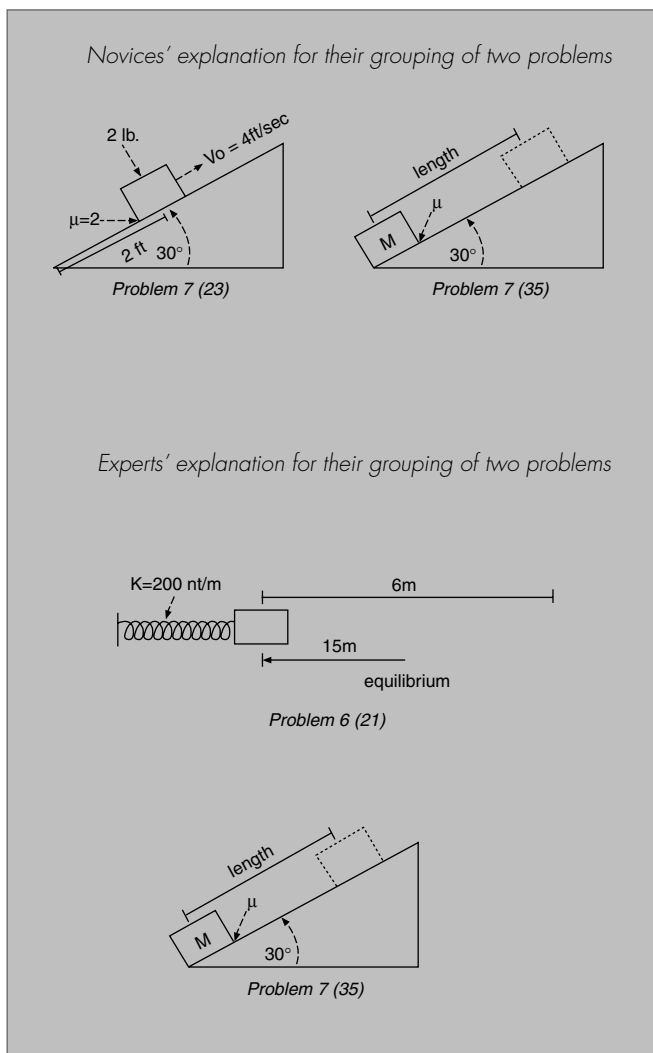 Novices' explanation for their grouping of two problems
2 lb.
Vo = 4ft/sec
μ=2
2 ft
30°
Problem 7 (23)
length
μ
M
30°
Problem 7 (35)
Experts' explanation for their grouping of two problems
K=200 nt/m
6m
15m
equilibrium
Problem 6 (21)
length
μ
M
30°
Problem 7 (35)